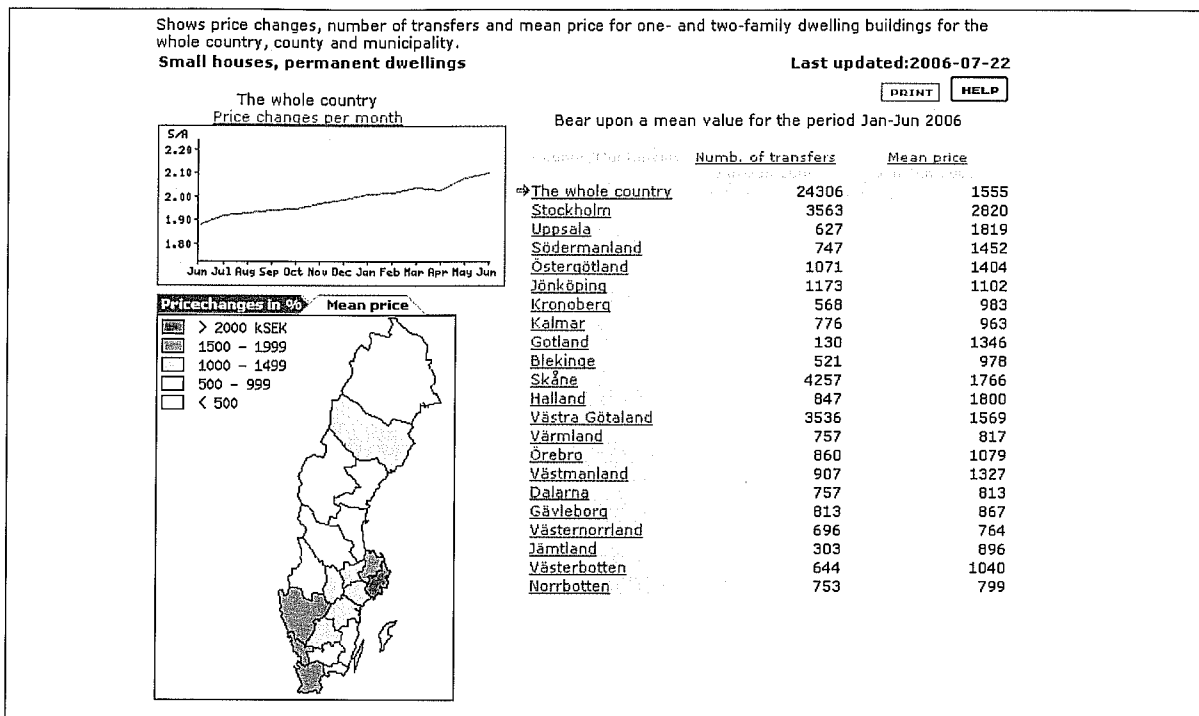 Shows price changes, number of transfers and mean price for one- and two-family dwelling buildings for the
whole country, county and municipality.
Small houses, permanent dwellings
Last updated:2006-07-22
PRINT HELP
The whole country
Price changes per month
S/A
2.20
2.10
2.00
1.90
1.80
Jun Jul Aug Sep Oct Nov Dec Jan Feb Mar Apr May Jun
Pricechanges in % Mean price
> 2000 kSEK
1500 - 1999
1000 - 1499
500 - 999
< 500
Bear upon a mean value for the period Jan-Jun 2006
Numb. of transfers Mean price
⇒The whole country 24306 1555
Stockholm 3563 2820
Uppsala 627 1819
Södermanland 747 1452
Östergötland 1071 1404
Jönköping 1173 1102
Kronoberg 568 983
Kalmar 776 963
Gotland 130 1346
Blekinge 521 978
Skåne 4257 1766
Halland 847 1800
Västra Götaland 3536 1569
Värmland 757 817
Örebro 860 1079
Västmanland 907 1327
Dalarna 757 813
Gävleborg 813 867
Västernorrland 696 764
Jämtland 303 896
Västerbotten 644 1040
Norrbotten 753 799